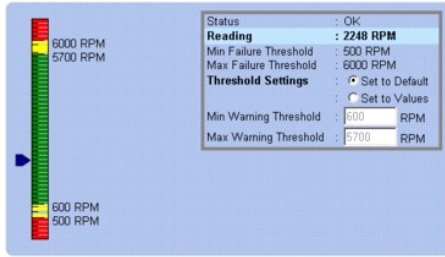 6000 RPM
5700 RPM
600 RPM
500 RPM
Status : OK
Reading : 2248 RPM
Min Failure Threshold : 500 RPM
Max Failure Threshold : 6000 RPM
Threshold Settings : Set to Default
: Set to Values
Min Warning Threshold : 600 RPM
Max Warning Threshold : 5700 RPM